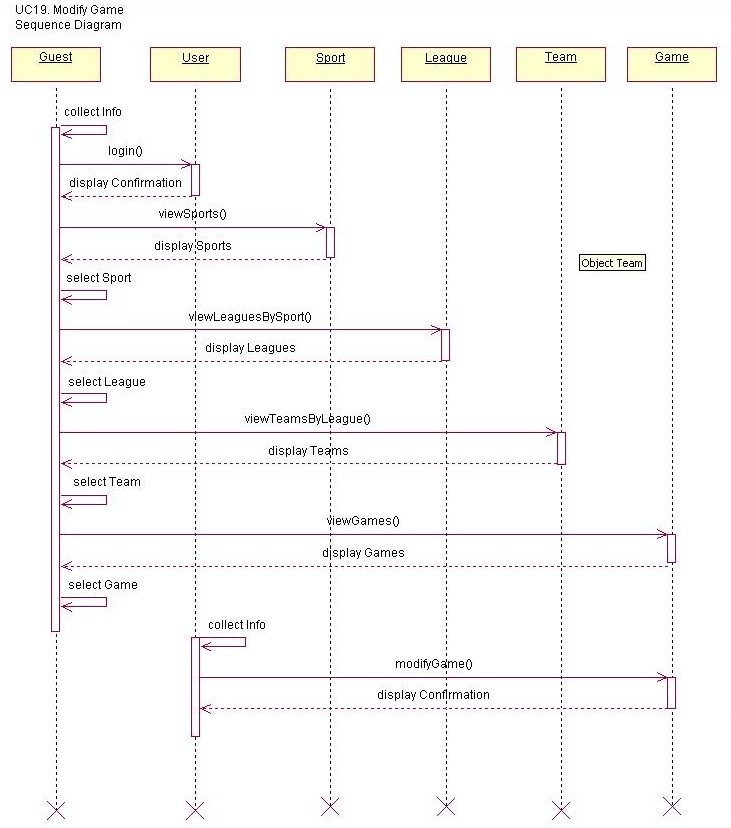 UC19. Modify Game
Sequence Diagram
Guest
User
Sport
League
Team
Game
collect Info
login()
display Confirmation
viewSports()
display Sports
Object Team
select Sport
viewLeaguesBySport()
display Leagues
select League
viewTeamsByLeague()
display Teams
select Team
viewGames()
display Games
select Game
collect Info
modifyGame()
display Confirmation